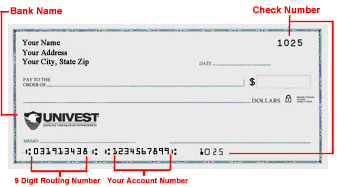 Bank Name
Check Number
Your Name
Your Address
Your City, State Zip
1025
DATE
PAY TO THE
ORDER OF
$
DOLLARS
UNIVEST
MEMO
⑆031913438⑆ ⑆1234567899⑆ 1025
9 Digit Routing Number Your Account Number